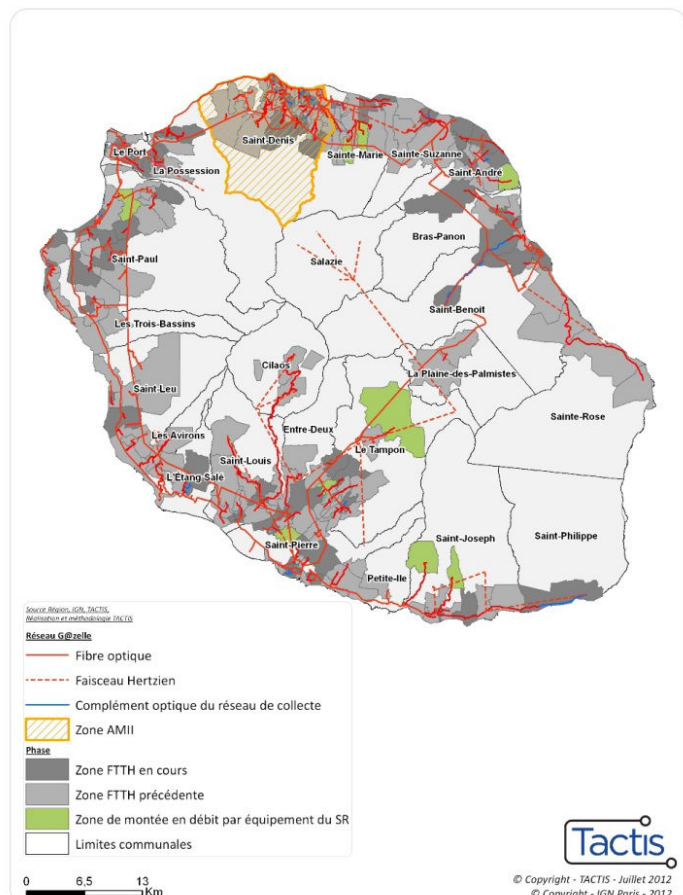 Saint-Denis
Le Port
La Possession
Sainte-Marie
Sainte-Suzanne
Saint-André
Bras-Panon
Saint-Paul
Salazie
Saint-Benoit
Les Trois-Bassins
Cilaos
La Plaine-des-Palmistes
Saint-Leu
Sainte-Rose
Les Avirons
Entre-Deux
Le Tampon
Saint-Louis
L'Étang-Salé
Saint-Pierre
Saint-Joseph
Saint-Philippe
Petite-Ile
Source Région, IGN, TACTIS,
Réalisation et méthodologie TACTIS
Réseau G@zelle
Fibre optique
Faisceau Hertzien
Complément optique du réseau de collecte
Zone AMII
Phase
Zone FTTH en cours
Zone FTTH précédente
Zone de montée en débit par équipement du SR
Limites communales
0 6,5 13
Km
Tactis
© Copyright - TACTIS - Juillet 2012
© Copyright - IGN Paris - 2012